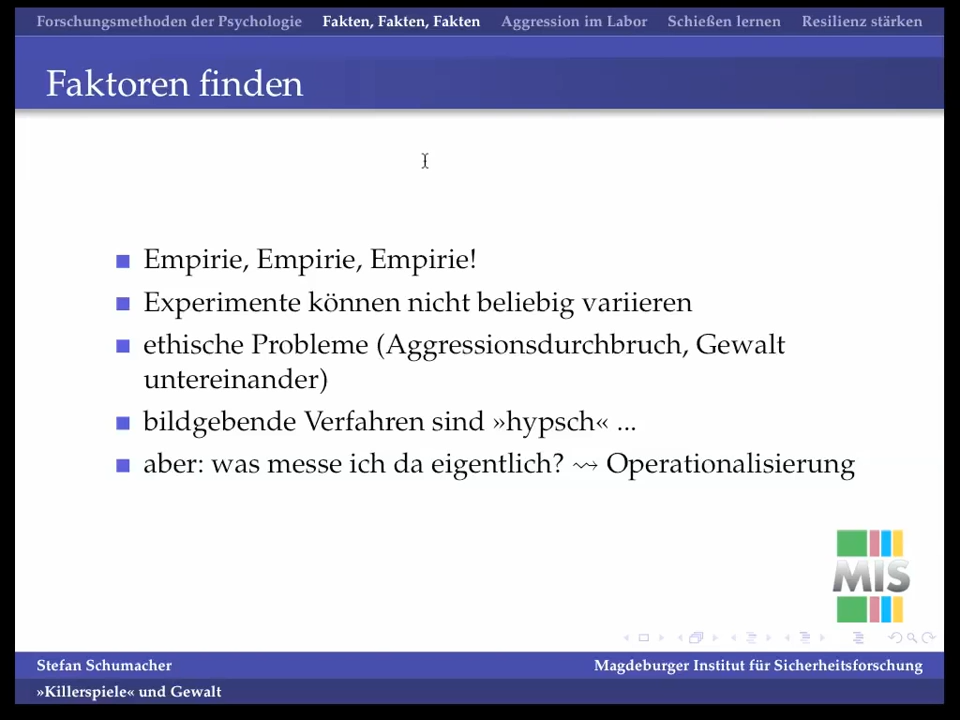 Forschungsmethoden der Psychologie Fakten, Fakten, Fakten Aggression im Labor Schießen lernen Resilienz stärken
Faktoren finden
Empirie, Empirie, Empirie!
Experimente können nicht beliebig variieren
ethische Probleme (Aggressionsdurchbruch, Gewalt
untereinander)
bildgebende Verfahren sind »hypsch« ...
aber: was messe ich da eigentlich? ⇝ Operationalisierung
MIS
Stefan Schumacher Magdeburger Institut für Sicherheitsforschung
»Killerspiele« und Gewalt